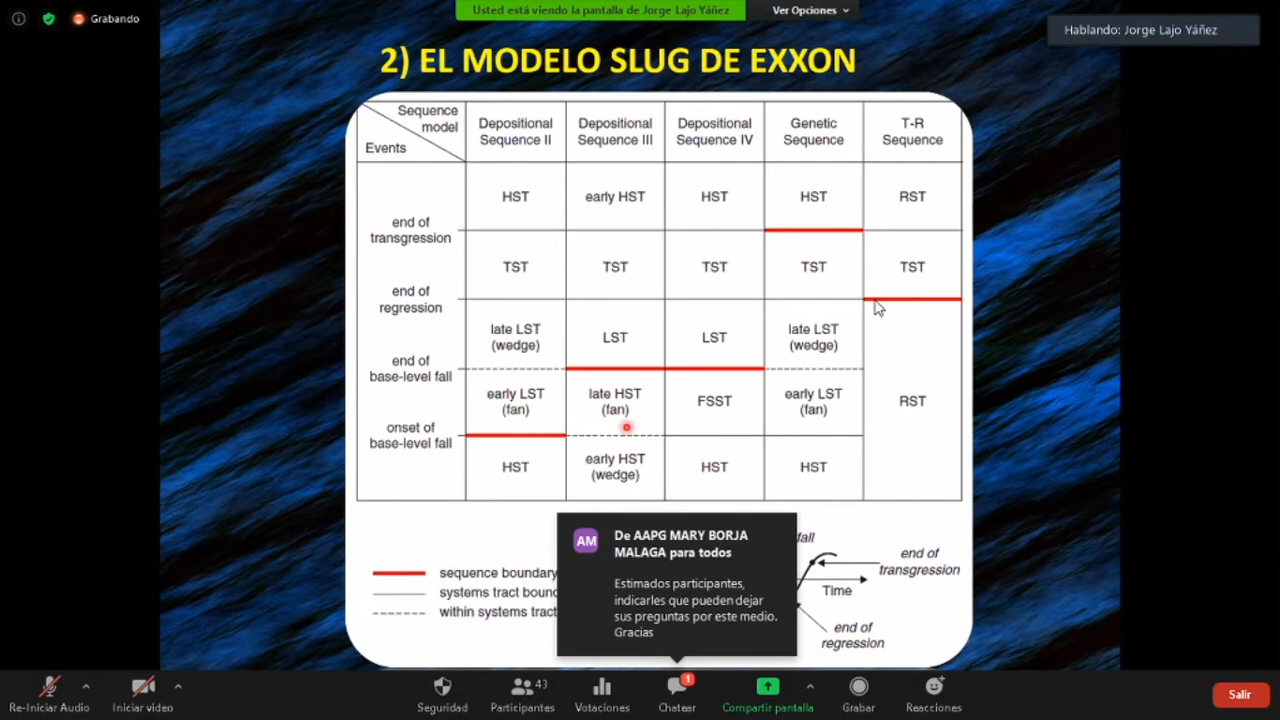 Grabando
Usted está viendo la pantalla de Jorge Lajo Yáñez
Ver Opciones
Hablando: Jorge Lajo Yáñez
2) EL MODELO SLUG DE EXXON
Sequence
model
Events
Depositional
Sequence II
Depositional
Sequence III
Depositional
Sequence IV
Genetic
Sequence
T-R
Sequence
HST
early HST
HST
HST
RST
end of
transgression
TST
TST
TST
TST
TST
end of
regression
late LST
(wedge)
LST
LST
late LST
(wedge)
end of
base-level fall
early LST
(fan)
late HST
(fan)
FSST
early LST
(fan)
RST
onset of
base-level fall
HST
early HST
(wedge)
HST
HST
sequence boundary
systems tract bounc
within systems tract
fall
end of
transgression
Time
end of
regression
AM
De AAPG MARY BORJA
MALAGA para todos
Estimados participantes,
indicarles que pueden dejar
sus preguntas por este medio.
Gracias
Re-Iniciar Audio
Iniciar video
Seguridad
43
Participantes
Votaciones
1
Chatear
Compartir pantalla
Grabar
Reacciones
Salir